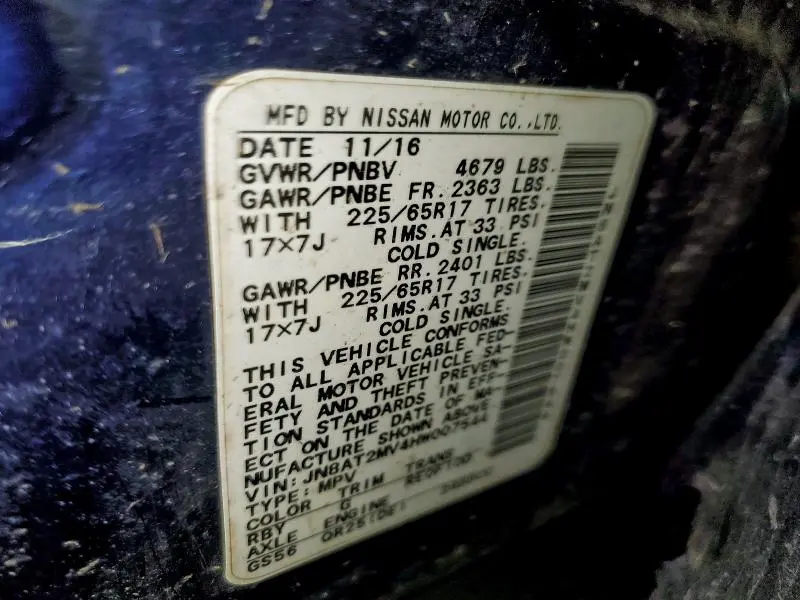 MFD BY NISSAN MOTOR CO.,LTD.
DATE 11/16
GVWR/PNBV 4679 LBS.
GAWR/PNBE FR. 2363 LBS.
WITH 225/65R17 TIRES.
17×7J RIMS. AT 33 PSI
COLD SINGLE.
GAWR/PNBE RR. 2401 LBS.
WITH 225/65R17 TIRES.
17×7J RIMS. AT 33 PSI
COLD SINGLE.
THIS VEHICLE CONFORMS
TO ALL APPLICABLE FED-
ERAL MOTOR VEHICLE SA-
FETY AND THEFT PREVEN-
TION STANDARDS IN EFF-
ECT ON THE DATE OF MA-
NUFACTURE SHOWN ABOVE.
VIN: JN8AT2MV4HW007544
TYPE: MPV
COLOR TRIM TRANS
RBY G
AXLE ENGINE
GS56 QR25(DE)